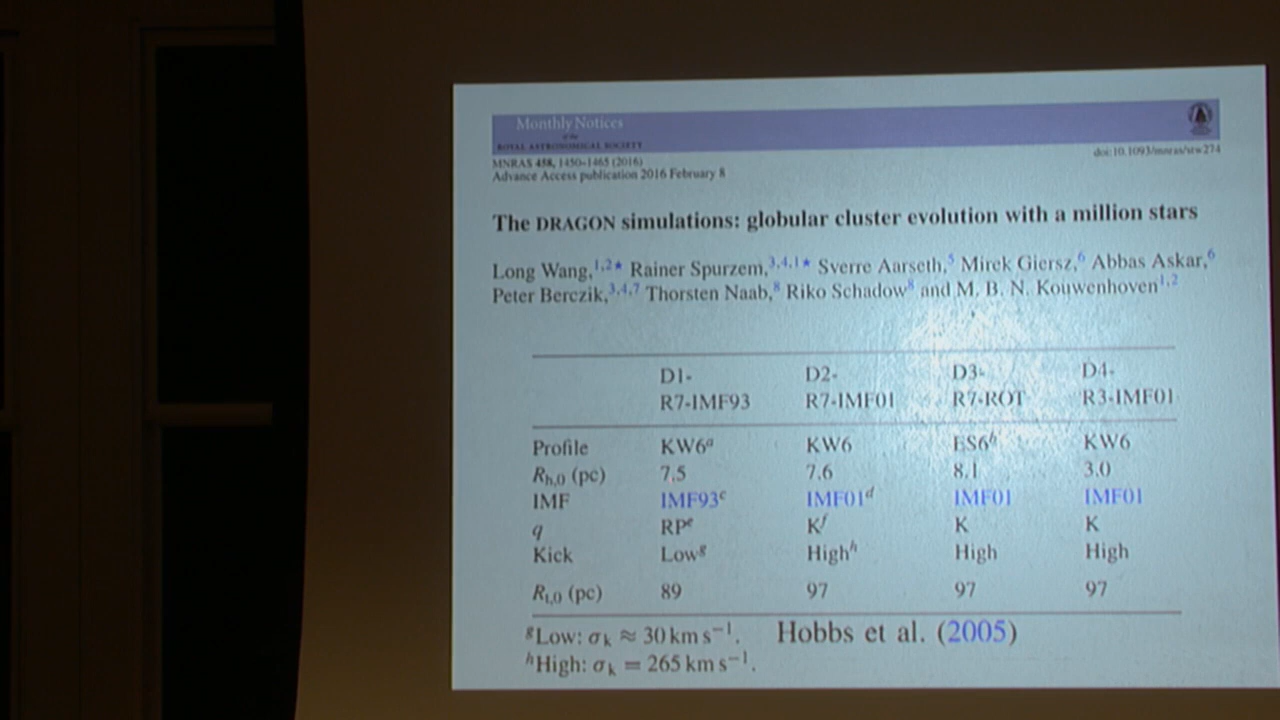 Monthly Notices
of the
ROYAL ASTRONOMICAL SOCIETY
MNRAS 458, 1450–1465 (2016)
doi:10.1093/mnras/stw274
Advance Access publication 2016 February 8
The DRAGON simulations: globular cluster evolution with a million stars
Long Wang,1,2★ Rainer Spurzem,3,4,1★ Sverre Aarseth,5 Mirek Giersz,6 Abbas Askar,6
Peter Berczik,3,4,7 Thorsten Naab,8 Riko Schadow8 and M. B. N. Kouwenhoven1,2
D1- D2- D3- D4-
R7-IMF93 R7-IMF01 R7-ROT R3-IMF01
Profile KW6a KW6 ES6b KW6
Rh,0 (pc) 7.5 7.6 8.1 3.0
IMF IMF93c IMF01d IMF01 IMF01
q RPe Kf K K
Kick Lowg Highh High High
Rt,0 (pc) 89 97 97 97
gLow: σk ≈ 30 km s−1. Hobbs et al. (2005)
hHigh: σk = 265 km s−1.